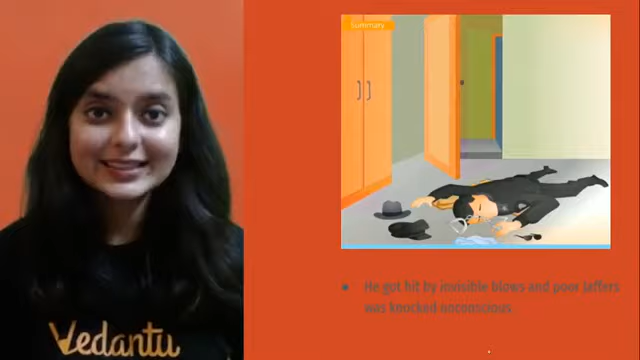 Summary
He got hit by invisible blows and poor Jaffers
was knocked unconscious
Vedantu